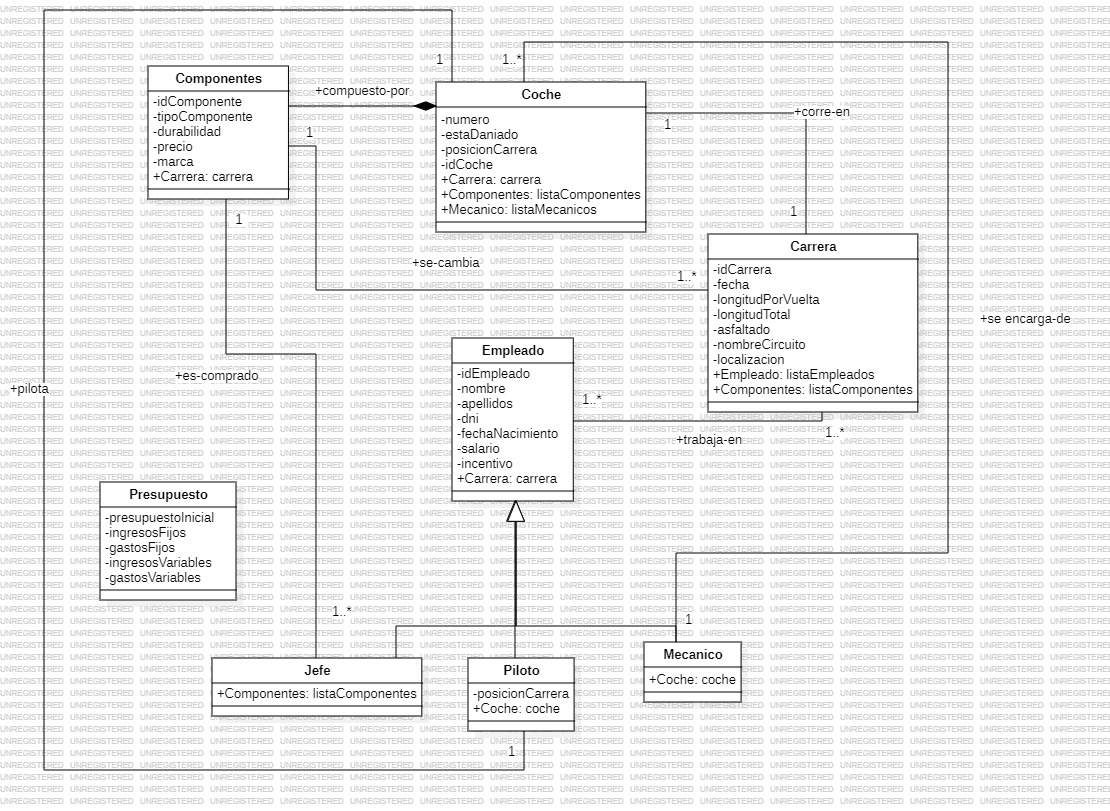 1
1..*
Componentes
-idComponente
-tipoComponente
-durabilidad
-precio
-marca
+Carrera: carrera
+compuesto-por
1
Coche
-numero
-estaDaniado
-posicionCarrera
-idCoche
+Carrera: carrera
+Componentes: listaComponentes
+Mecanico: listaMecanicos
+corre-en
1
1
1
+se-cambia
1..*
Carrera
-idCarrera
-fecha
-longitudPorVuelta
-longitudTotal
-asfaltado
-nombreCircuito
-localizacion
+Empleado: listaEmpleados
+Componentes: listaComponentes
+se encarga-de
+es-comprado
+pilota
Empleado
-idEmpleado
-nombre
-apellidos
-dni
-fechaNacimiento
-salario
-incentivo
+Carrera: carrera
1..*
+trabaja-en
1..*
Presupuesto
-presupuestoInicial
-ingresosFijos
-gastosFijos
-ingresosVariables
-gastosVariables
1..*
1
Jefe
+Componentes: listaComponentes
Piloto
-posicionCarrera
+Coche: coche
Mecanico
+Coche: coche
1
UNREGISTERED